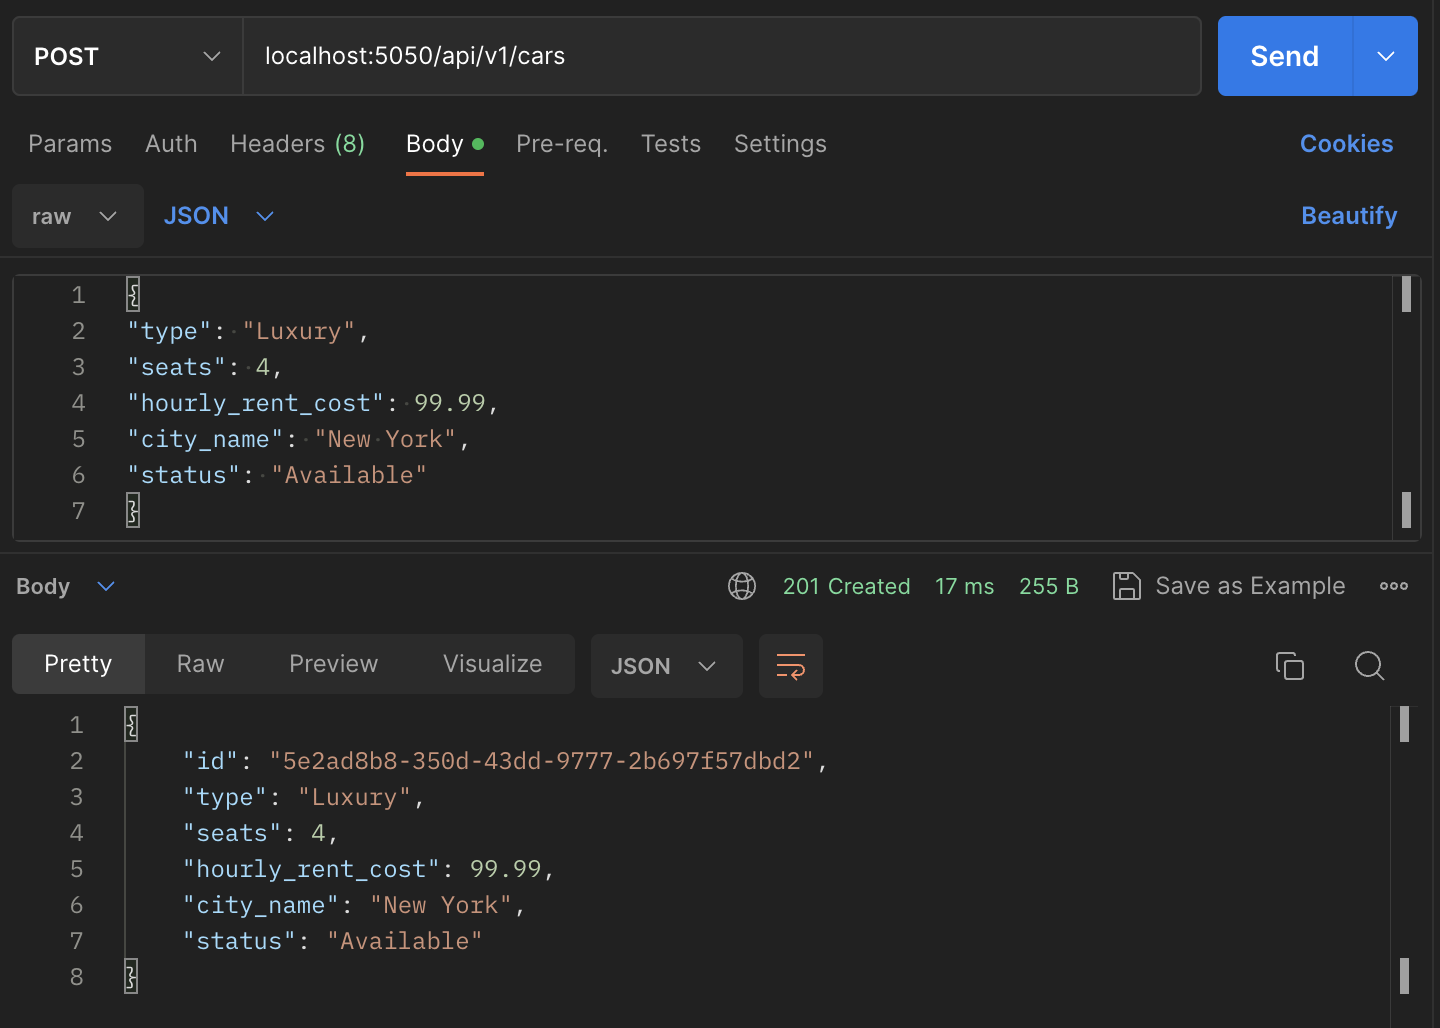 POST localhost:5050/api/v1/cars Send
Params Auth Headers (8) Body Pre-req. Tests Settings Cookies
raw JSON Beautify
1 {
2 "type": "Luxury",
3 "seats": 4,
4 "hourly_rent_cost": 99.99,
5 "city_name": "New York",
6 "status": "Available"
7 }
Body 201 Created 17 ms 255 B Save as Example
Pretty Raw Preview Visualize JSON
1 {
2 "id": "5e2ad8b8-350d-43dd-9777-2b697f57dbd2",
3 "type": "Luxury",
4 "seats": 4,
5 "hourly_rent_cost": 99.99,
6 "city_name": "New York",
7 "status": "Available"
8 }